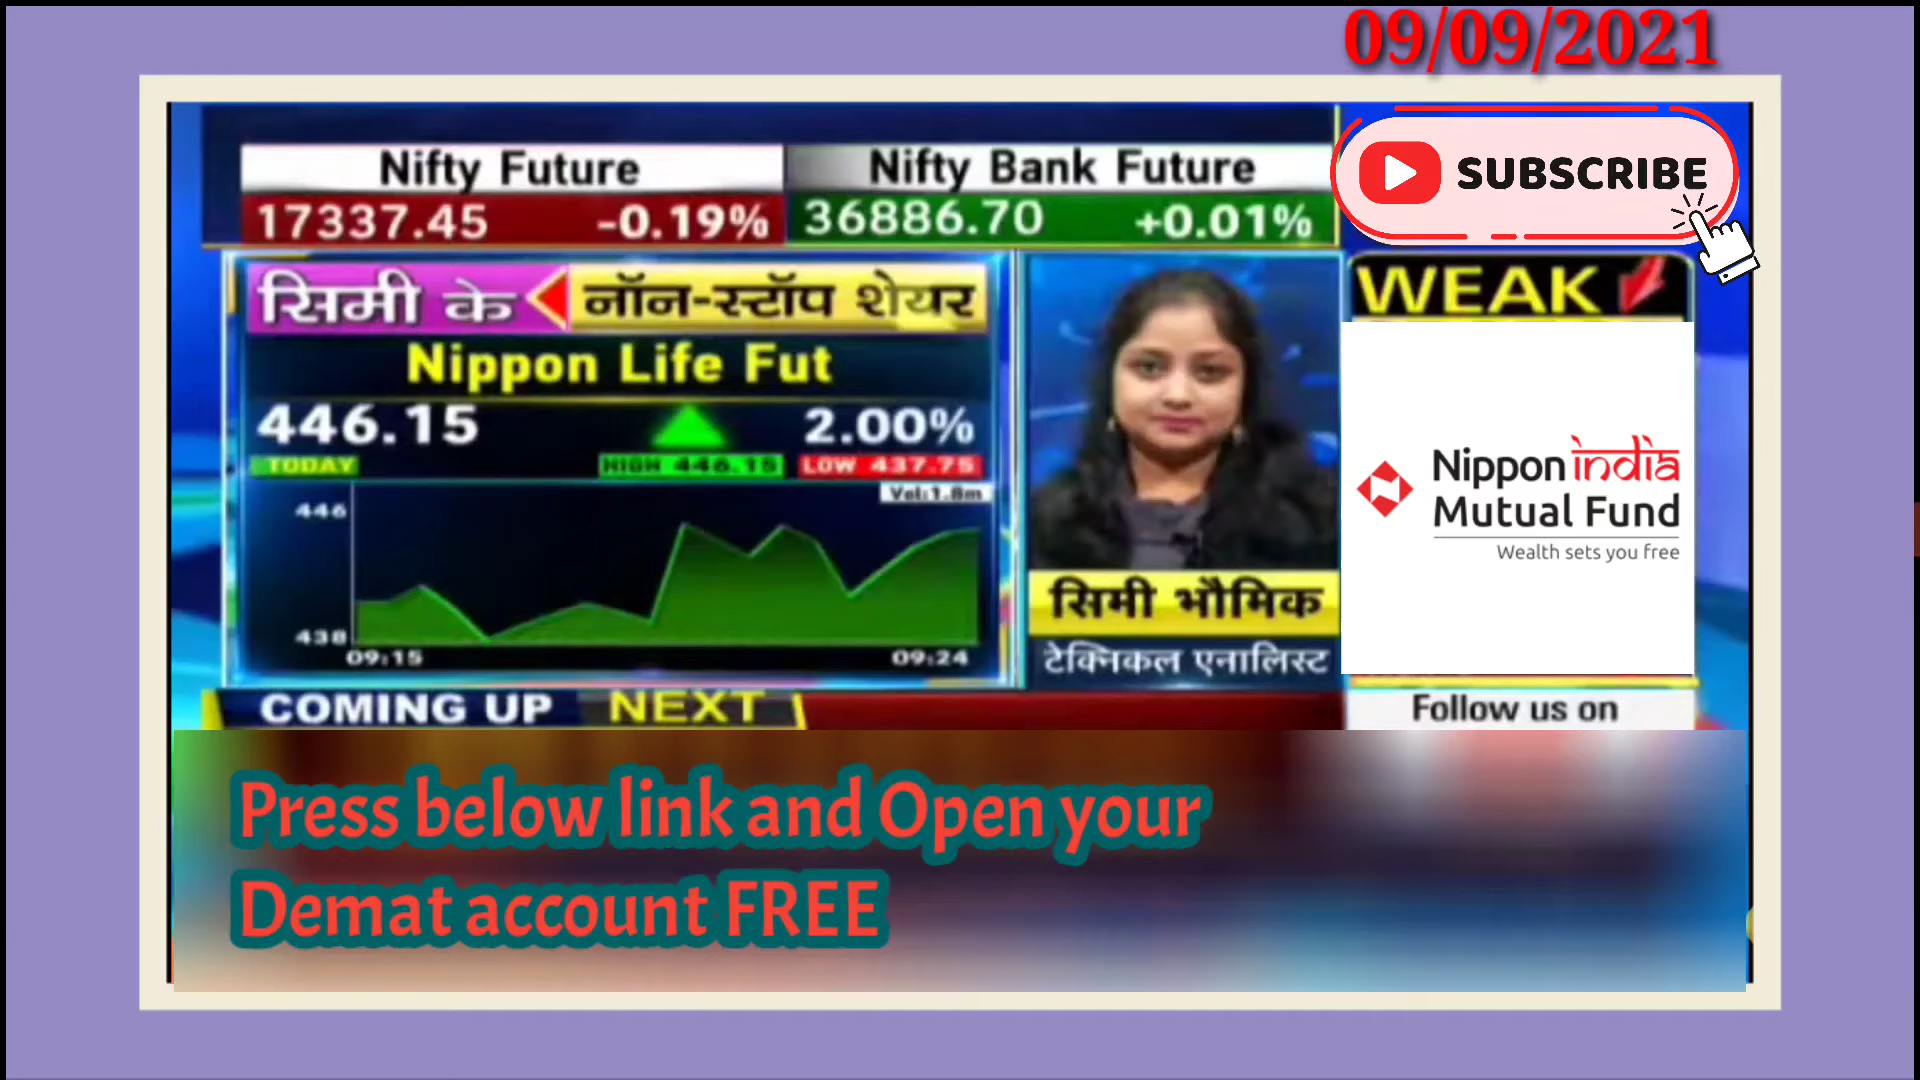 09/09/2021
Nifty Future
17337.45 -0.19%
Nifty Bank Future
36886.70 +0.01%
SUBSCRIBE
सिमी के नॉन-स्टॉप शेयर
Nippon Life Fut
446.15 2.00%
TODAY HIGH 446.15 LOW 437.75
Vol:1.8m
446
438
09:15 09:24
सिमी भौमिक
टेक्निकल एनालिस्ट
WEAK
Nippon india
Mutual Fund
Wealth sets you free
COMING UP NEXT
Follow us on
Press below link and Open your
Demat account FREE